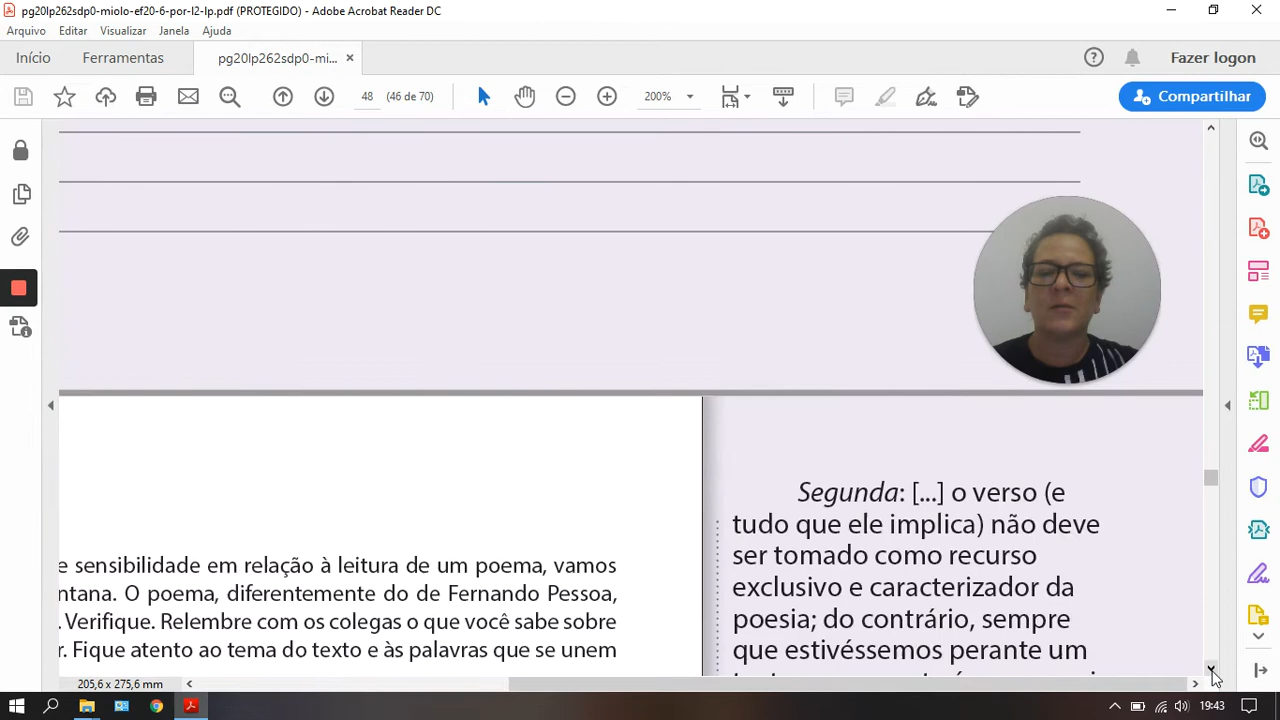 pg20lp262sdp0-miolo-ef20-6-por-l2-lp.pdf (PROTEGIDO) - Adobe Acrobat Reader DC
Arquivo Editar Visualizar Janela Ajuda
Início Ferramentas pg20lp262sdp0-mi... Fazer logon
48 (46 de 70) 200% Compartilhar
Segunda: [...] o verso (e
tudo que ele implica) não deve
ser tomado como recurso
exclusivo e caracterizador da
poesia; do contrário, sempre
que estivéssemos perante um
e sensibilidade em relação à leitura de um poema, vamos
ntana. O poema, diferentemente do de Fernando Pessoa,
. Verifique. Relembre com os colegas o que você sabe sobre
r. Fique atento ao tema do texto e às palavras que se unem
205,6 x 275,6 mm
19:43